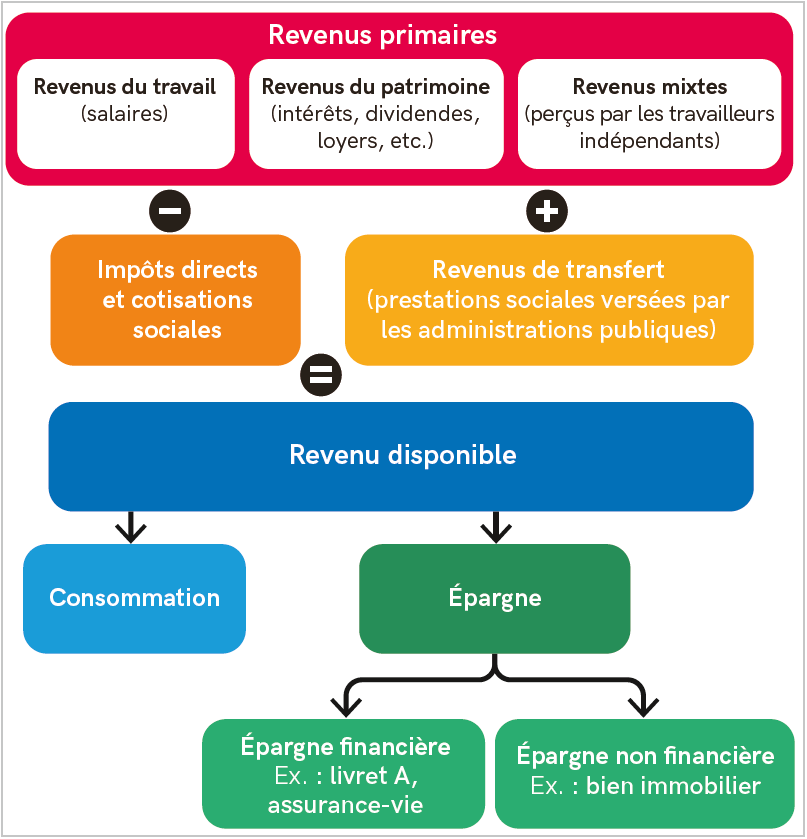 Revenus primaires
Revenus du travail
(salaires)
Revenus du patrimoine
(intérêts, dividendes,
loyers, etc.)
Revenus mixtes
(perçus par les travailleurs
indépendants)
−
+
Impôts directs
et cotisations
sociales
Revenus de transfert
(prestations sociales versées par
les administrations publiques)
=
Revenu disponible
Consommation
Épargne
Épargne financière
Ex. : livret A,
assurance-vie
Épargne non financière
Ex. : bien immobilier